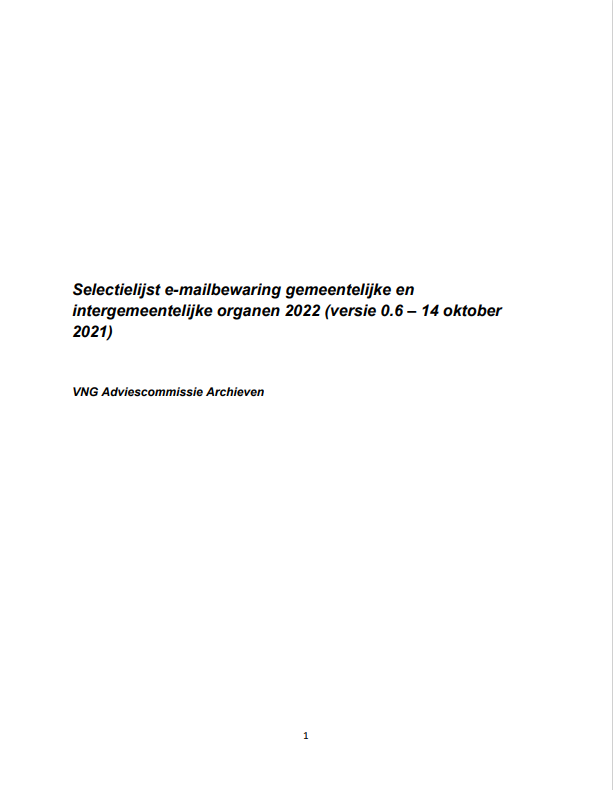 Selectielijst e-mailbewaring gemeentelijke en
intergemeentelijke organen 2022 (versie 0.6 – 14 oktober
2021)
VNG Adviescommissie Archieven
1